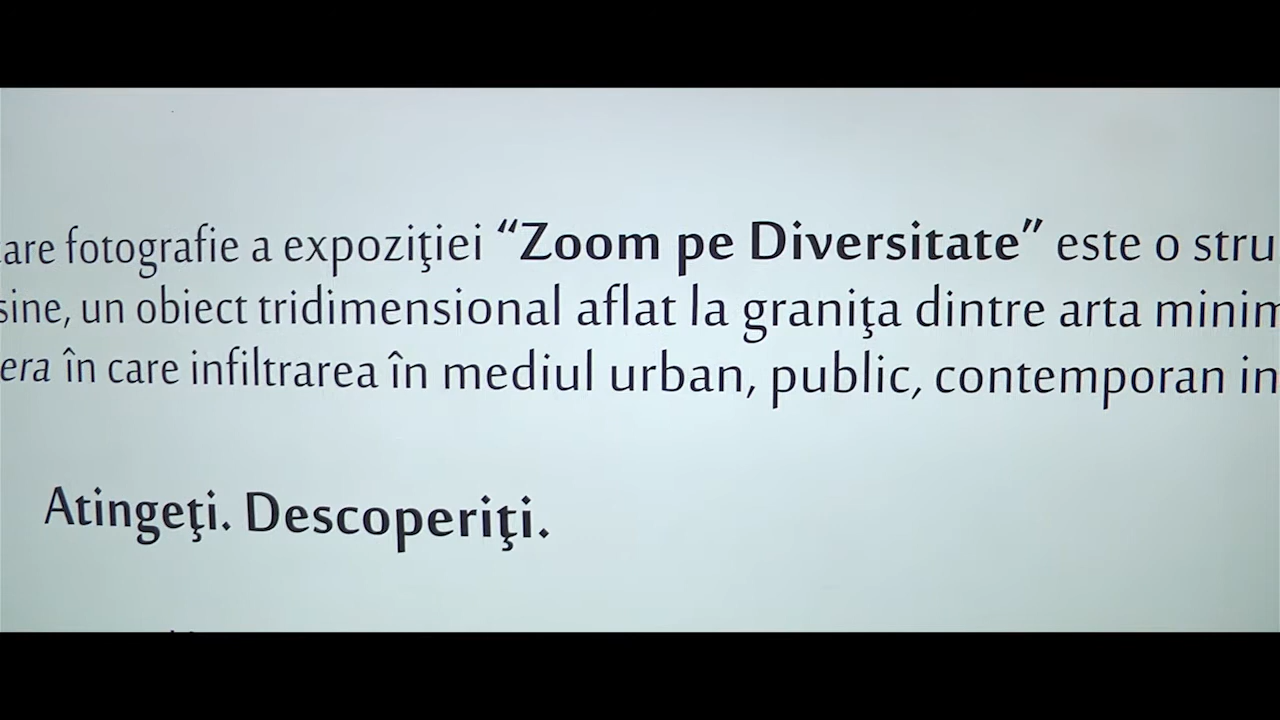 are fotografie a expoziţiei “Zoom pe Diversitate” este o stru
sine, un obiect tridimensional aflat la graniţa dintre arta minim
era în care infiltrarea în mediul urban, public, contemporan in
Atingeţi. Descoperiţi.